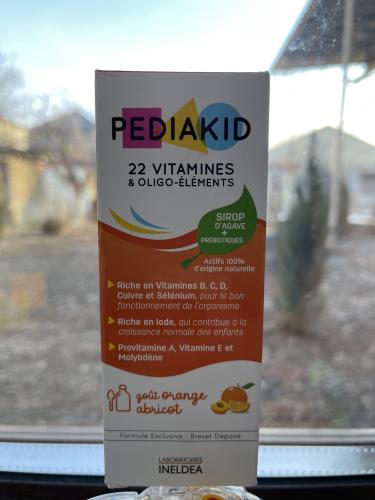 PEDIAKID
22 VITAMINES
& OLIGO-ÉLÉMENTS
SIROP
D'AGAVE
+
PRÉBIOTIQUES
Actifs 100%
d'origine naturelle
Riche en Vitamines B, C, D,
Cuivre et Sélénium, pour le bon
fonctionnement de l'organisme
Riche en Iode, qui contribue à la
croissance normale des enfants
Provitamine A, Vitamine E et
Molybdène
goût orange
abricot
Formule Exclusive - Brevet Déposé
LABORATOIRES
INELDEA